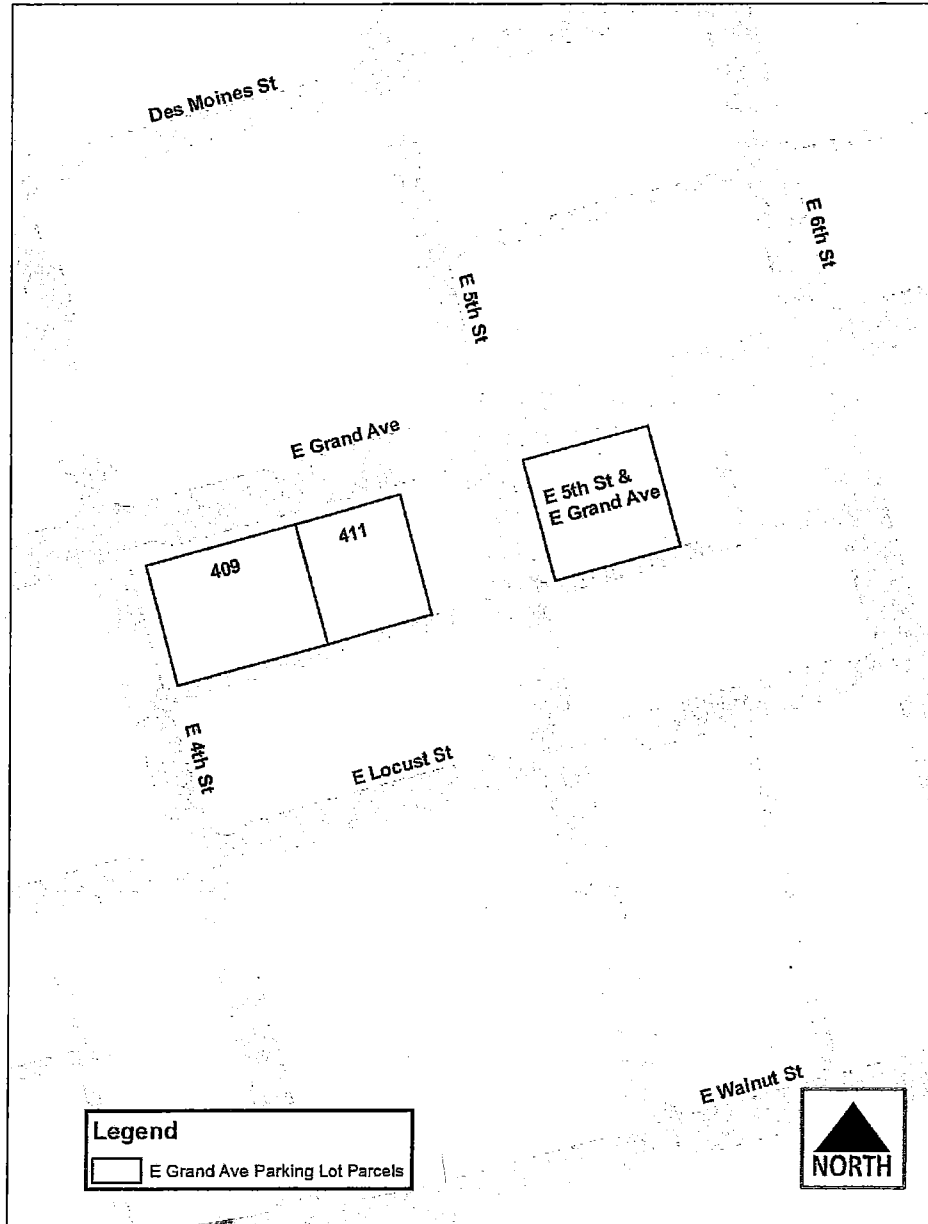 Des Moines St
E 6th St
E 5th St
E Grand Ave
E 5th St &
E Grand Ave
409
411
E 4th St
E Locust St
E Walnut St
Legend
E Grand Ave Parking Lot Parcels
NORTH